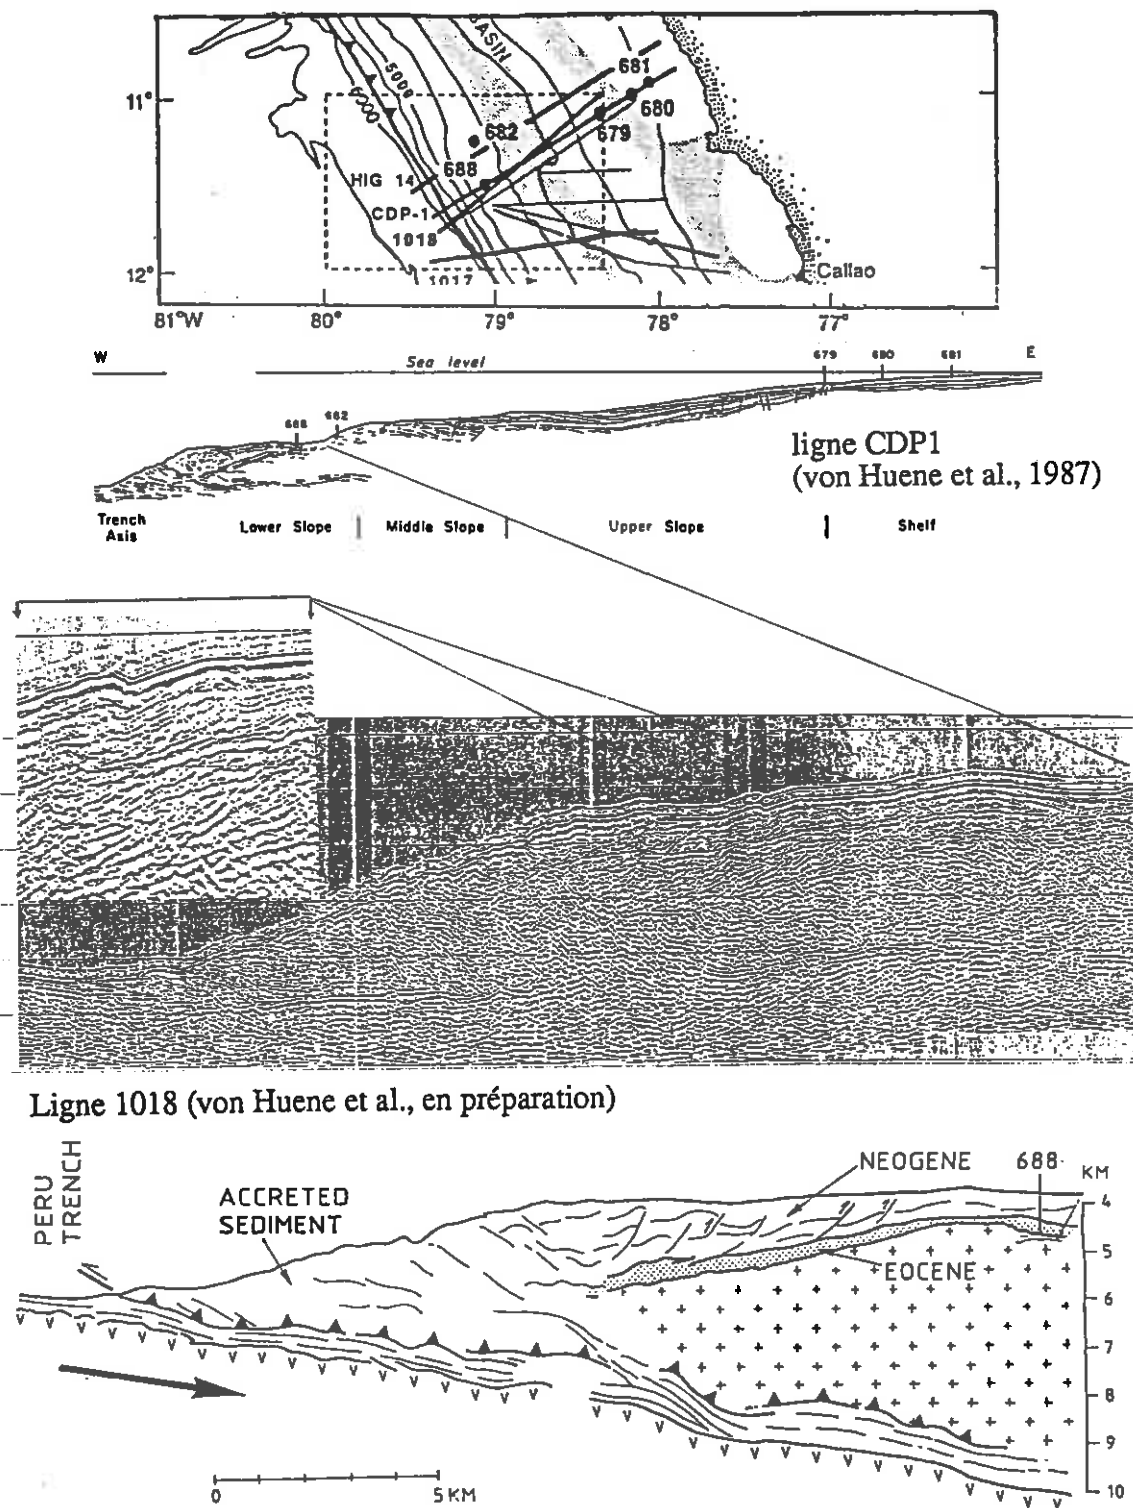 BASIN
5000
6000
681
680
679
682
688
HIG 14
CDP-1
1018
1017
Callao
11°
12°
81°W
80°
79°
78°
77°
W
Sea level
679
680
681
E
688
682
ligne CDP1
(von Huene et al., 1987)
Trench
Axis
Lower Slope
Middle Slope
Upper Slope
Shelf
Ligne 1018 (von Huene et al., en préparation)
PERU
TRENCH
ACCRETED
SEDIMENT
NEOGENE
688
KM
EOCENE
4
5
6
7
8
9
10
0
5 KM